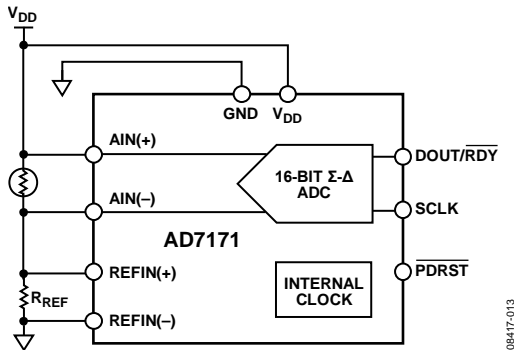 VDD
GND
VDD
AIN(+)
DOUT/RDY
16-BIT Σ-Δ
ADC
AIN(–)
SCLK
AD7171
REFIN(+)
PDRST
INTERNAL
CLOCK
RREF
REFIN(–)
08417-013